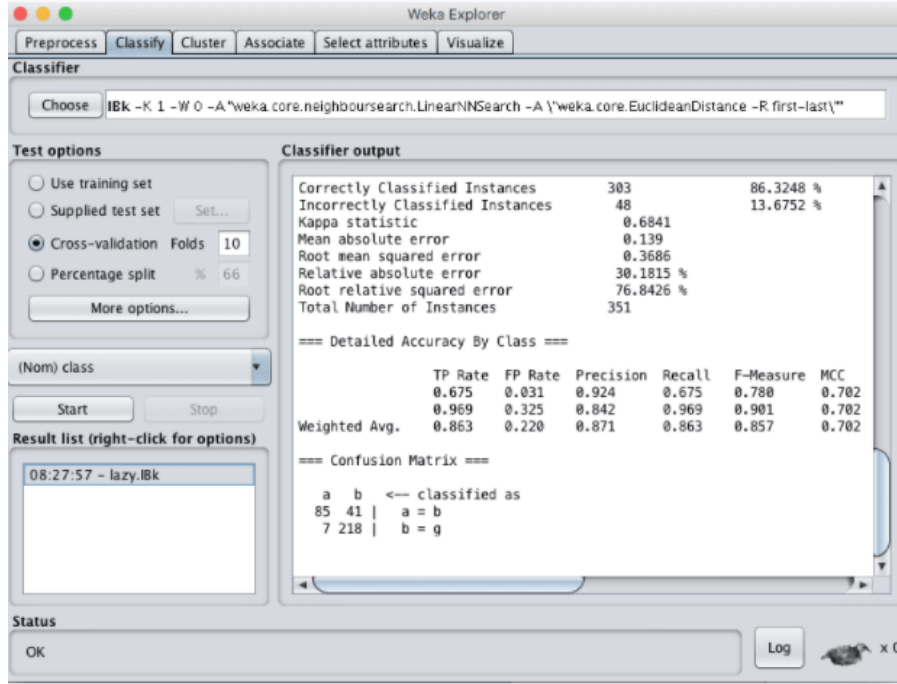 Weka Explorer
Preprocess Classify Cluster Associate Select attributes Visualize
Classifier
Choose IBk -K 1 -W 0 -A "weka.core.neighboursearch.LinearNNSearch -A \"weka.core.EuclideanDistance -R first-last\""
Test options
Use training set
Supplied test set Set...
Cross-validation Folds 10
Percentage split % 66
More options...
(Nom) class
Start Stop
Result list (right-click for options)
08:27:57 - lazy.IBk
Classifier output
Correctly Classified Instances 303 86.3248 %
Incorrectly Classified Instances 48 13.6752 %
Kappa statistic 0.6841
Mean absolute error 0.139
Root mean squared error 0.3686
Relative absolute error 30.1815 %
Root relative squared error 76.8426 %
Total Number of Instances 351
=== Detailed Accuracy By Class ===
TP Rate FP Rate Precision Recall F-Measure MCC
0.675 0.031 0.924 0.675 0.780 0.702
0.969 0.325 0.842 0.969 0.901 0.702
Weighted Avg. 0.863 0.220 0.871 0.863 0.857 0.702
=== Confusion Matrix ===
a b <-- classified as
85 41 | a = b
7 218 | b = g
Status
OK
Log
x 0